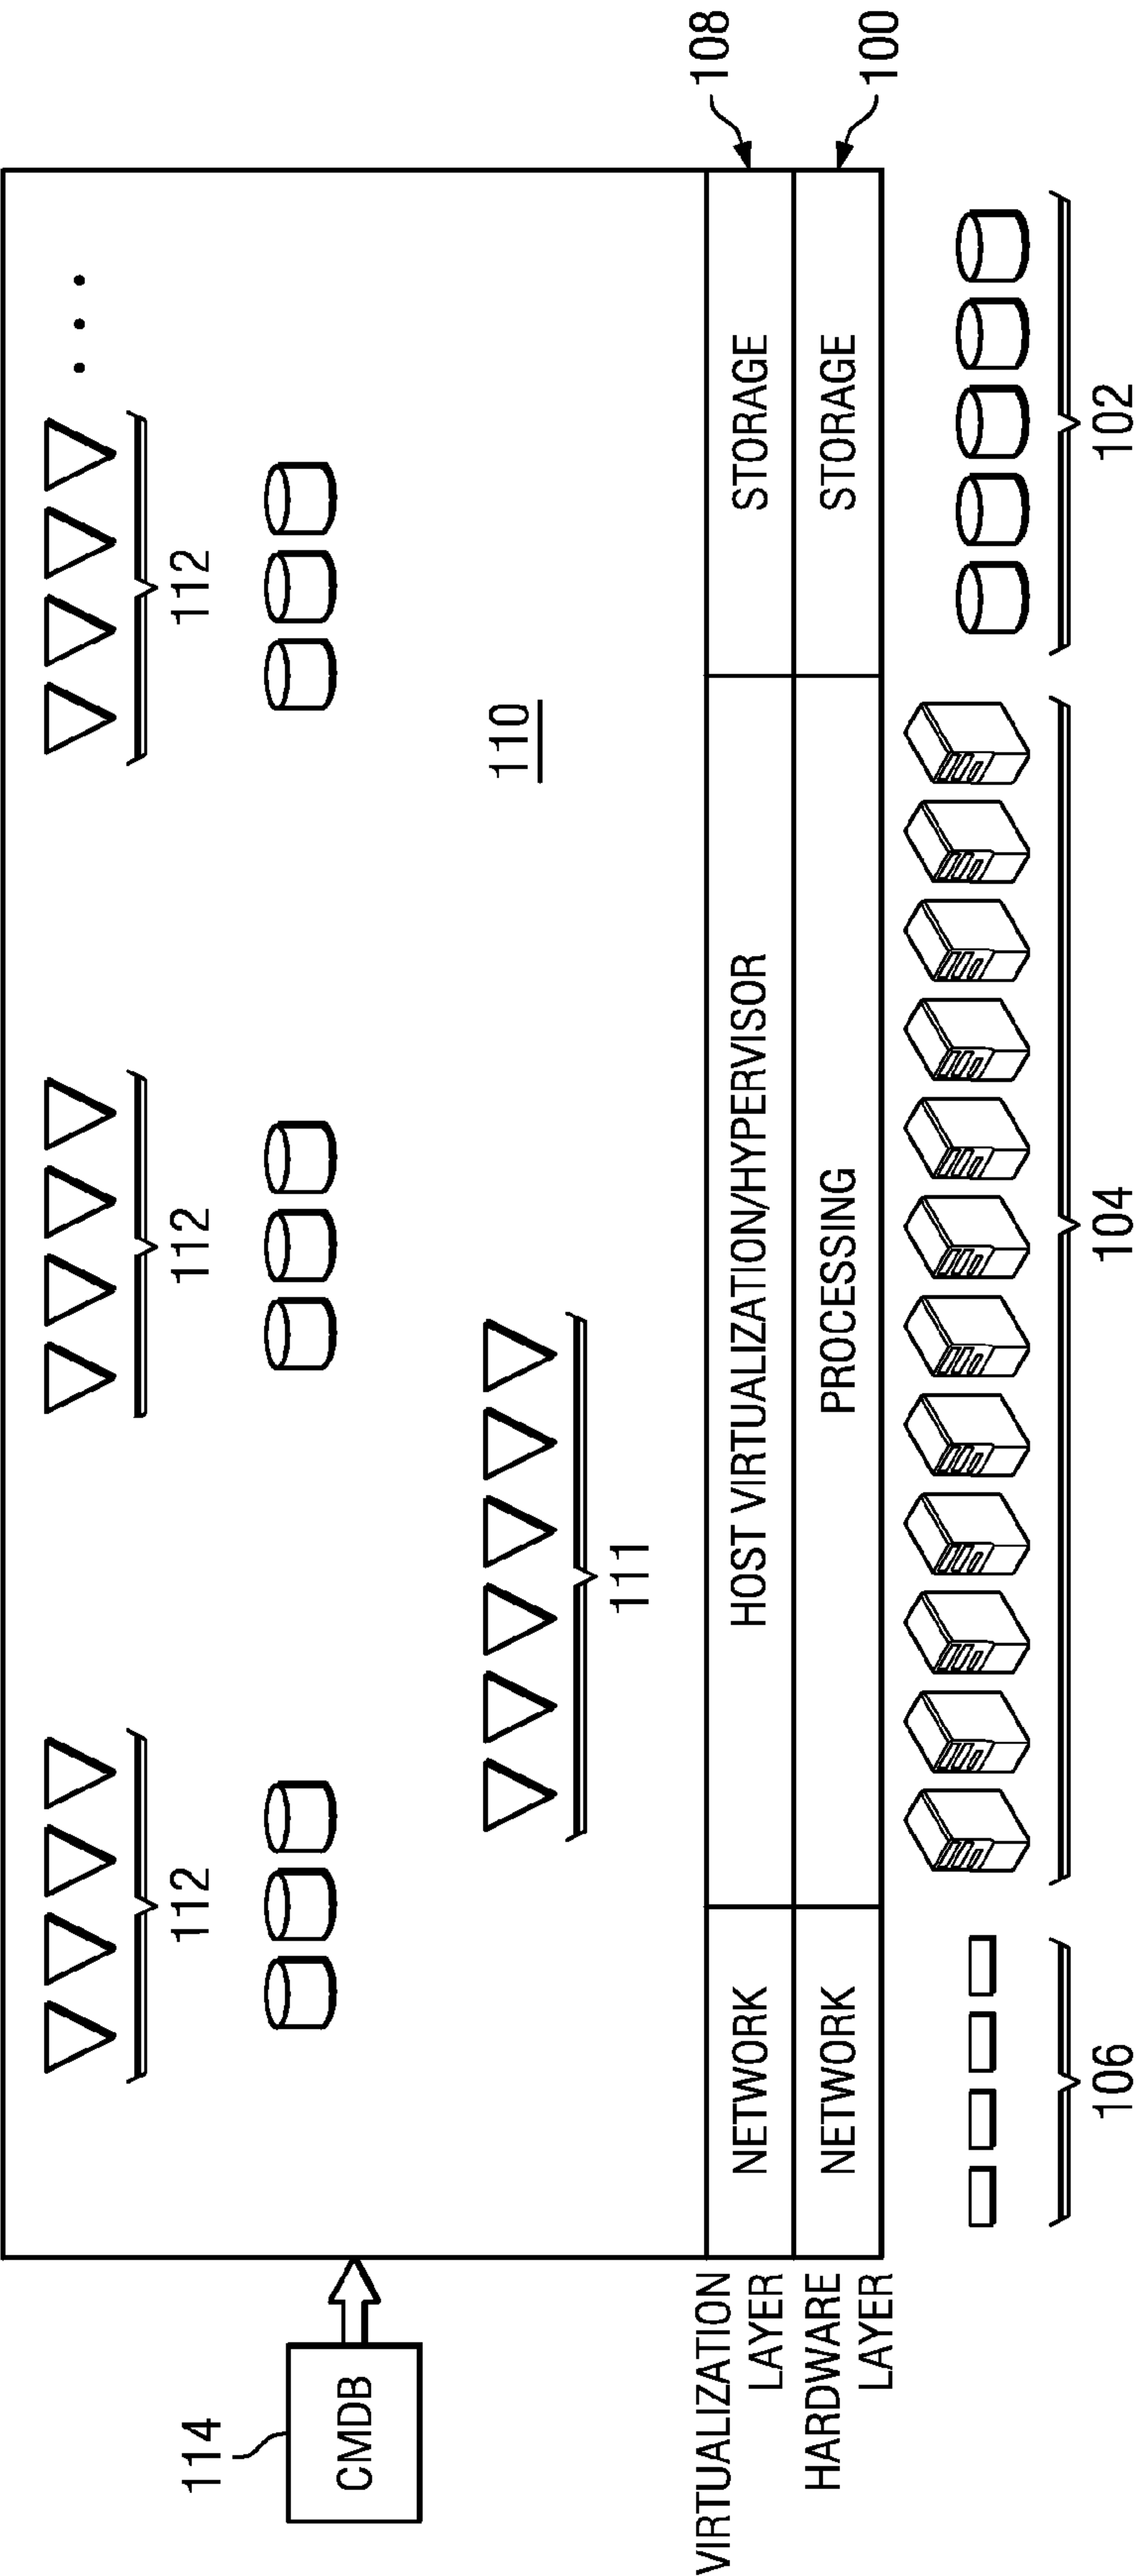 112
112
112
...
114
CMDB
110
111
VIRTUALIZATION
LAYER
NETWORK
HOST VIRTUALIZATION/HYPERVISOR
STORAGE
108
HARDWARE
LAYER
NETWORK
PROCESSING
STORAGE
100
106
104
102